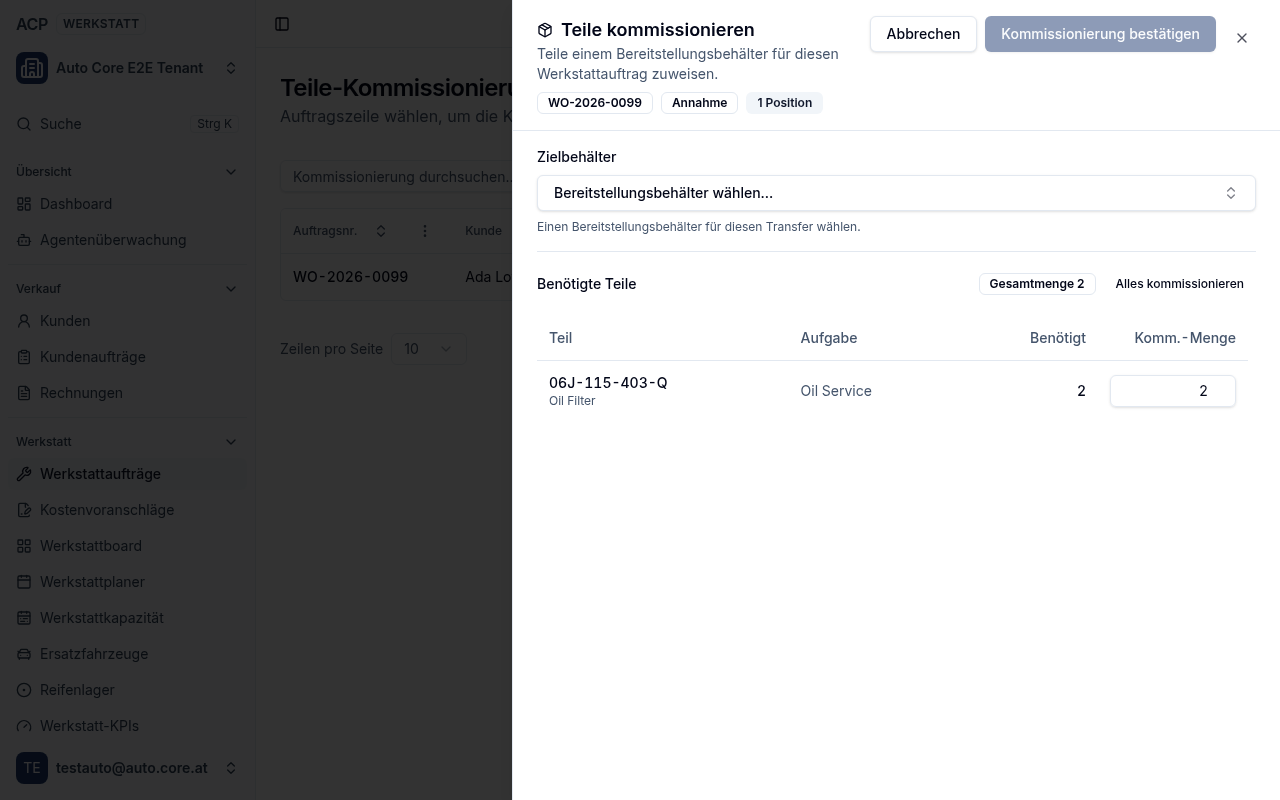 ACP
WERKSTATT
Auto Core E2E Tenant
Suche
Strg K
Übersicht
Dashboard
Agentenüberwachung
Verkauf
Kunden
Kundenaufträge
Rechnungen
Werkstatt
Werkstattaufträge
Kostenvoranschläge
Werkstattboard
Werkstattplaner
Werkstattkapazität
Ersatzfahrzeuge
Reifenlager
Werkstatt-KPIs
TE
testauto@auto.core.at
Teile-Kommissionieru
Auftragszeile wählen, um die K
Kommissionierung durchsuchen...
Auftragsnr.
Kunde
WO-2026-0099
Ada Lo
Zeilen pro Seite
10
Teile kommissionieren
Teile einem Bereitstellungsbehälter für diesen
Werkstattauftrag zuweisen.
Abbrechen
Kommissionierung bestätigen
WO-2026-0099
Annahme
1 Position
Zielbehälter
Bereitstellungsbehälter wählen...
Einen Bereitstellungsbehälter für diesen Transfer wählen.
Benötigte Teile
Gesamtmenge 2
Alles kommissionieren
Teil
Aufgabe
Benötigt
Komm.-Menge
06J-115-403-Q
Oil Filter
Oil Service
2
2